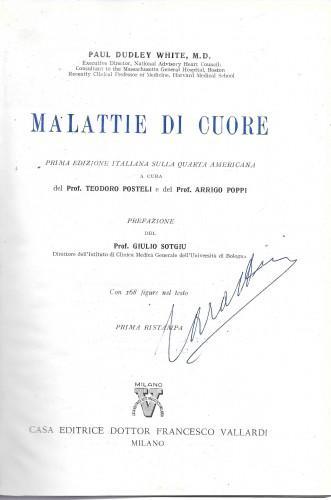 PAUL DUDLEY WHITE, M.D.
Executive Director, National Advisory Heart Council:
Consultant to the Massachusetts General Hospital, Boston
Recently Clinical Professor of Medicine, Harvard Medical School
MALATTIE DI CUORE
PRIMA EDIZIONE ITALIANA SULLA QUARTA AMERICANA
A CURA
del Prof. TEODORO POSTELI e del Prof. ARRIGO POPPI
PREFAZIONE
DEL
Prof. GIULIO SOTGIU
Direttore dell'Istituto di Clinica Medica Generale dell'Università di Bologna
Con 268 figure nel testo
PRIMA RISTAMPA
MILANO
V
CASA EDITRICE DOTTOR FRANCESCO VALLARDI
MILANO